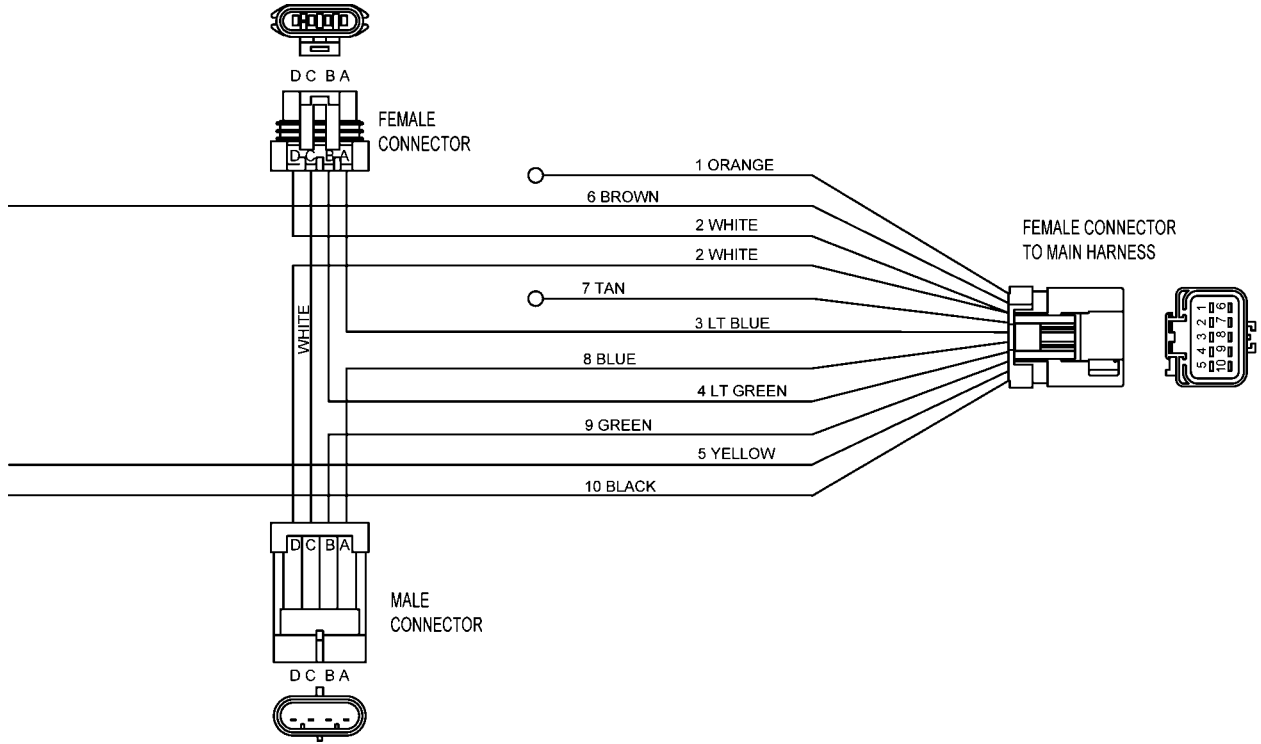 D C B A
FEMALE
CONNECTOR
D C B A
1 ORANGE
6 BROWN
2 WHITE
2 WHITE
7 TAN
3 LT BLUE
8 BLUE
4 LT GREEN
9 GREEN
5 YELLOW
10 BLACK
WHITE
FEMALE CONNECTOR
TO MAIN HARNESS
1 6
2 7
3 8
4 9
5 10
D C B A
MALE
CONNECTOR
D C B A